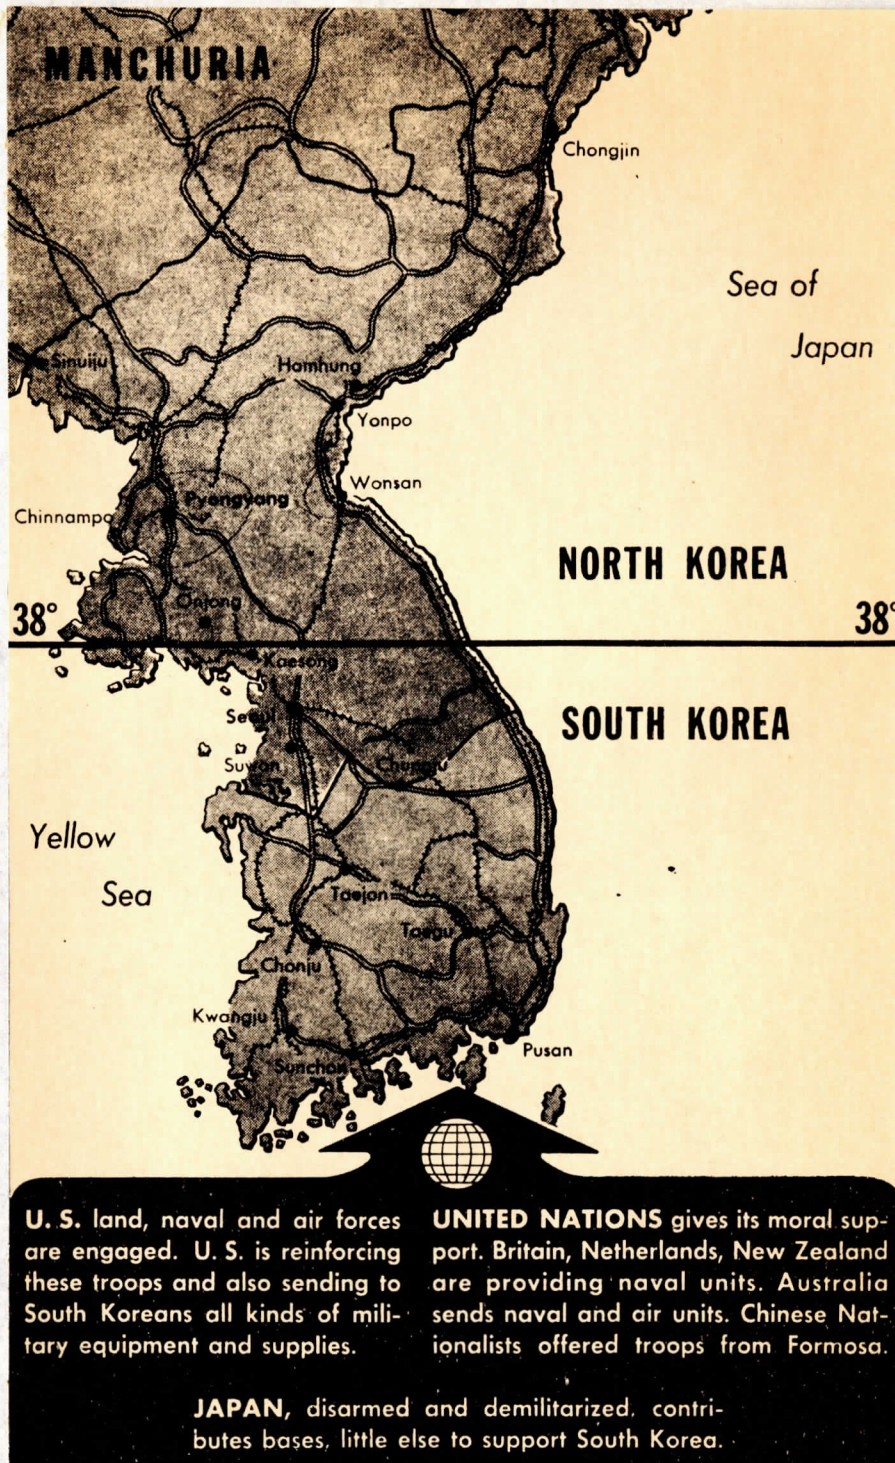 MANCHURIA
Chongjin
Sea of
Japan
Sinuiju
Hamhung
Yonpo
Wonsan
Pyongyang
Chinnampo
NORTH KOREA
Onjong
38°
38°
Kaesong
SOUTH KOREA
Seoul
Suwon
Chungju
Yellow
Sea
Taejon
Taegu
Chonju
Kwangju
Sunchon
Pusan
U. S. land, naval and air forces
are engaged. U. S. is reinforcing
these troops and also sending to
South Koreans all kinds of mili-
tary equipment and supplies.
UNITED NATIONS gives its moral sup-
port. Britain, Netherlands, New Zealand
are providing naval units. Australia
sends naval and air units. Chinese Nat-
ionalists offered troops from Formosa.
JAPAN, disarmed and demilitarized, contri-
butes bases, little else to support South Korea.